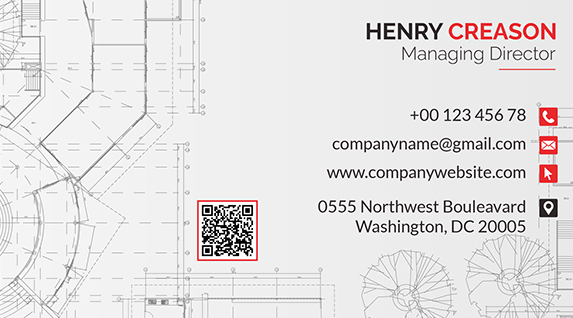 HENRY CREASON
Managing Director
+00 123 456 78
companyname@gmail.com
www.companywebsite.com
0555 Northwest Bouleavard
Washington, DC 20005